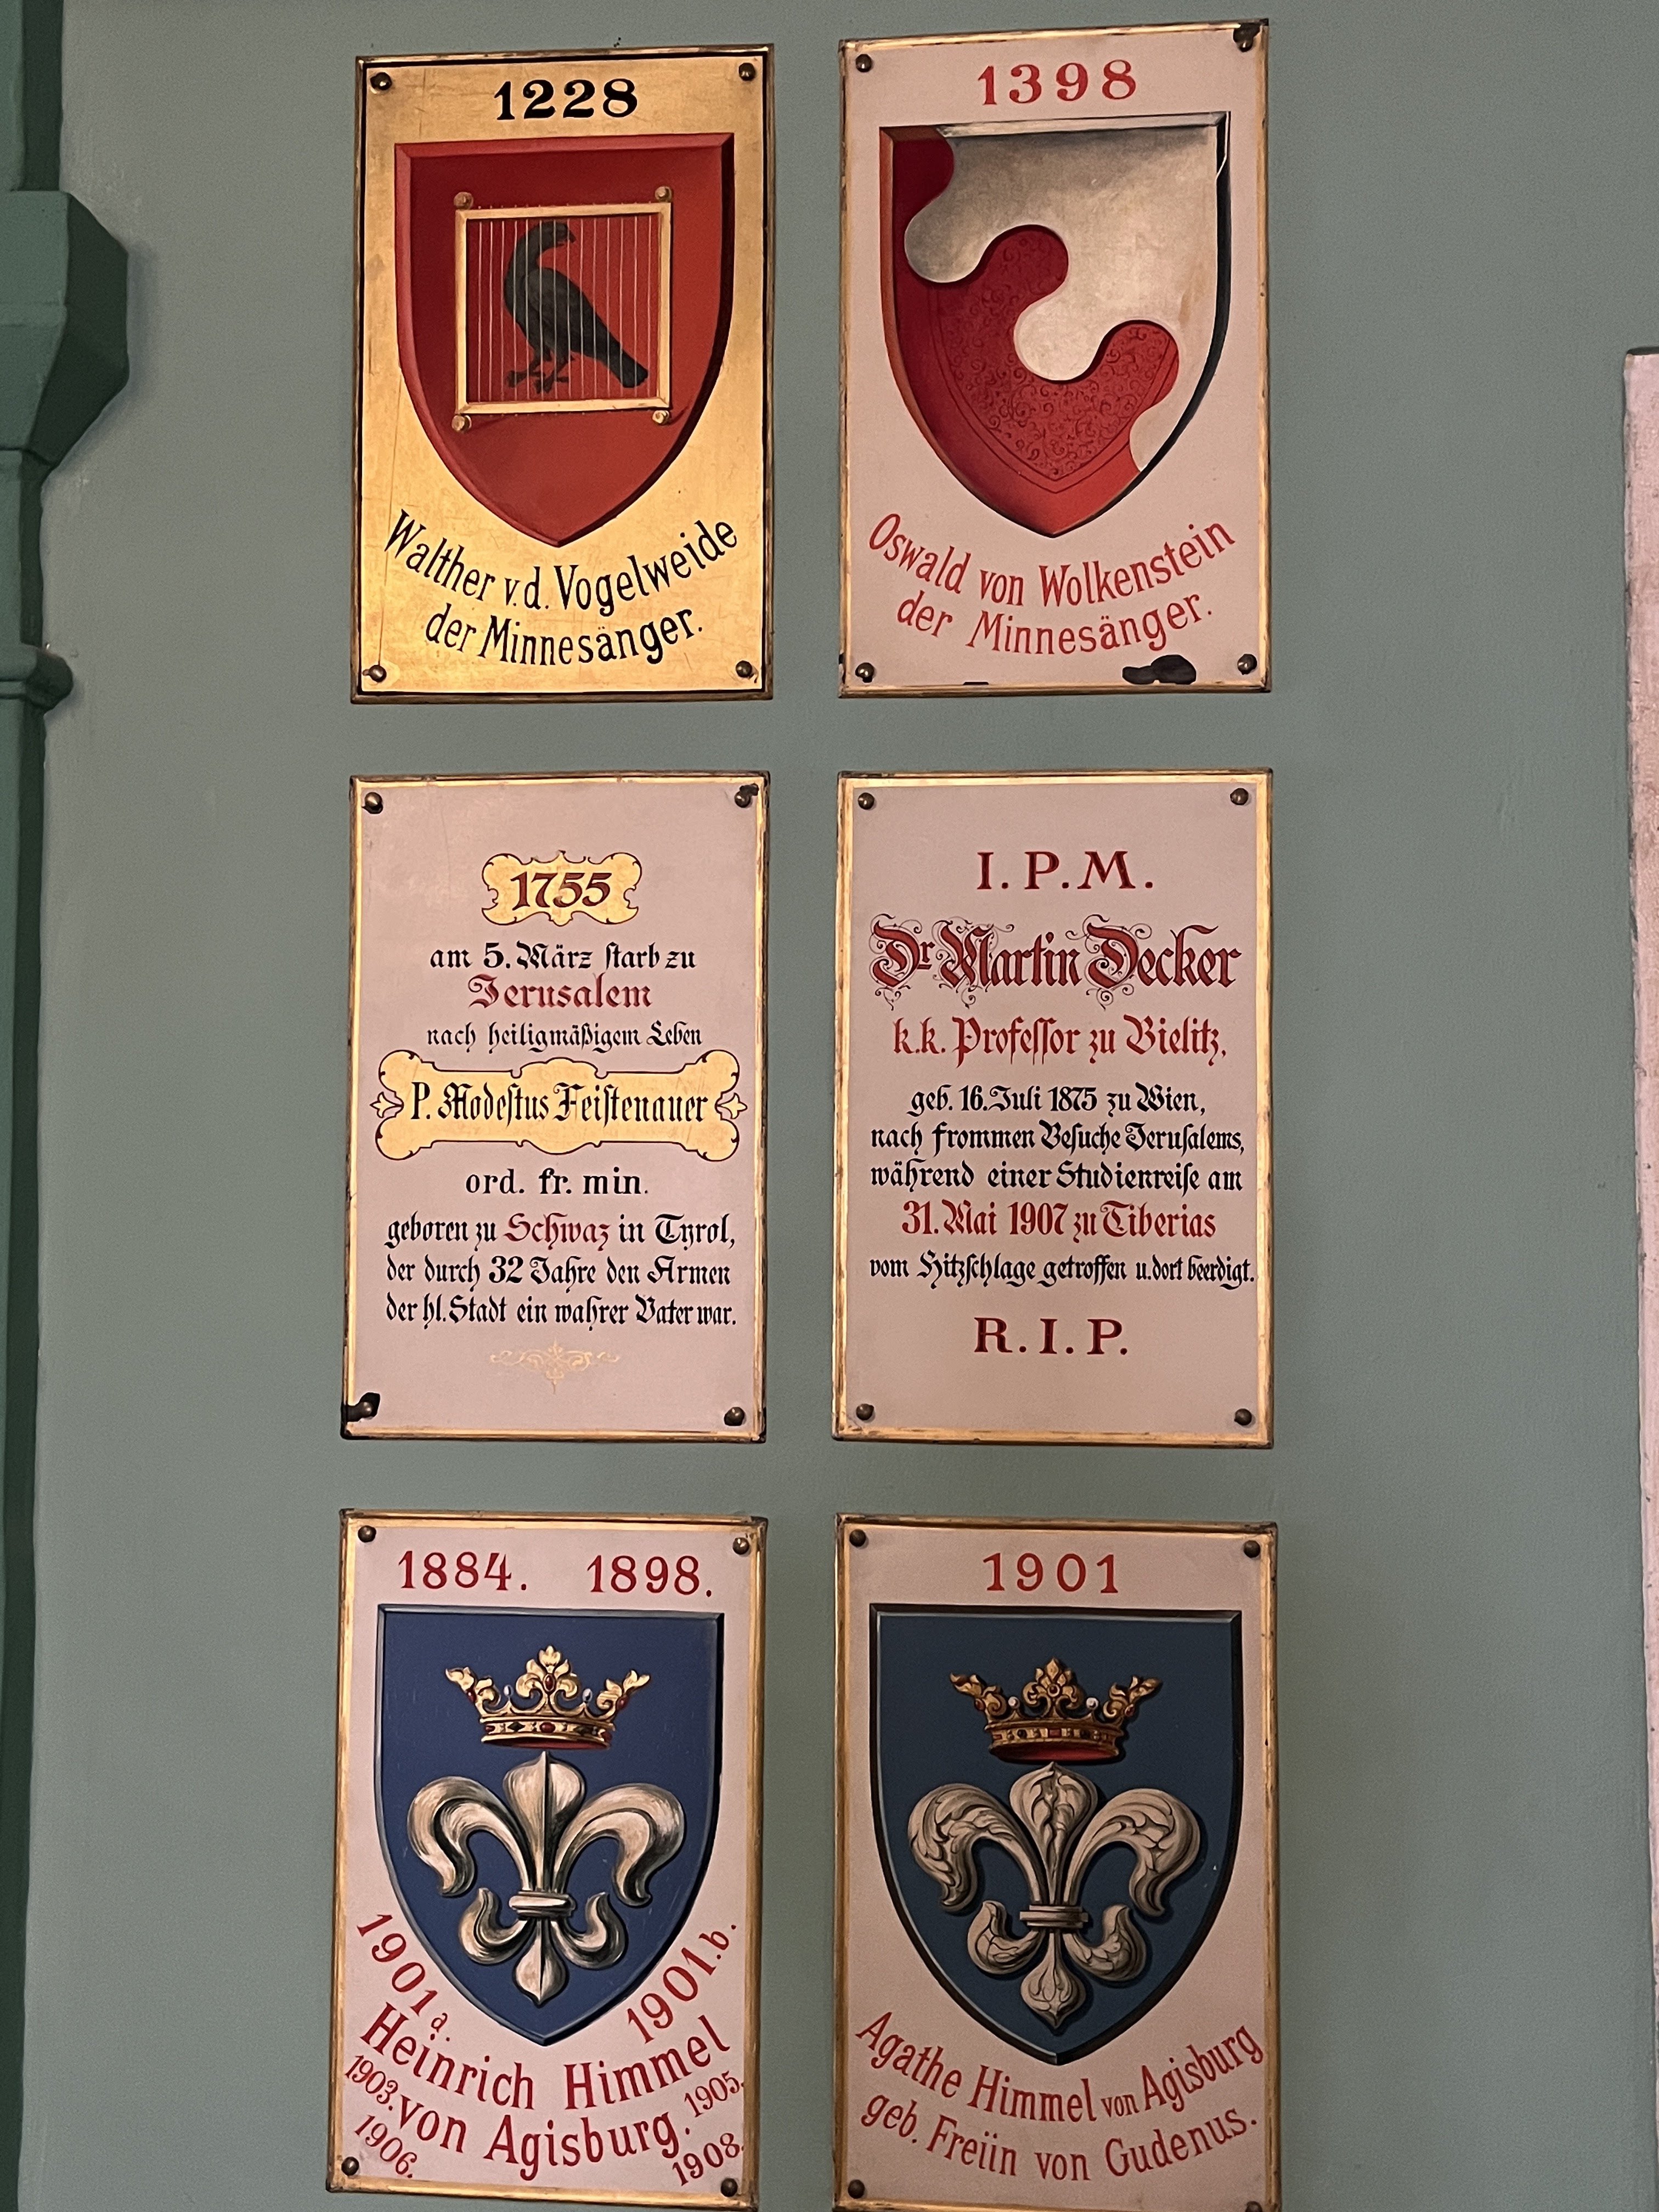 1228
Walther v.d. Vogelweide
der Minnesänger.
1398
Oswald von Wolkenstein
der Minnesänger.
1755
am 5. März ſtarb zu
Jerusalem
nach heiligmäßigem Leben
P. Modeſtus Feiſtenauer
ord. fr. min.
geboren zu Schwaz in Tyrol,
der durch 32 Jahre den Armen
der hl. Stadt ein wahrer Vater war.
I. P. M.
Dr. Martin Decker
k.k. Profeſſor zu Bielitz,
geb. 16. Juli 1875 zu Wien,
nach frommen Beſuche Jeruſalems,
während einer Studienreiſe am
31. Mai 1907 zu Tiberias
vom Hitzſchlage getroffen u. dort beerdigt.
R. I. P.
1884. 1898.
1901.a. 1901.b.
Heinrich Himmel
1903. von Agisburg. 1905.
1906. 1908.
1901
Agathe Himmel von Agisburg
geb. Freiin von Gudenus.